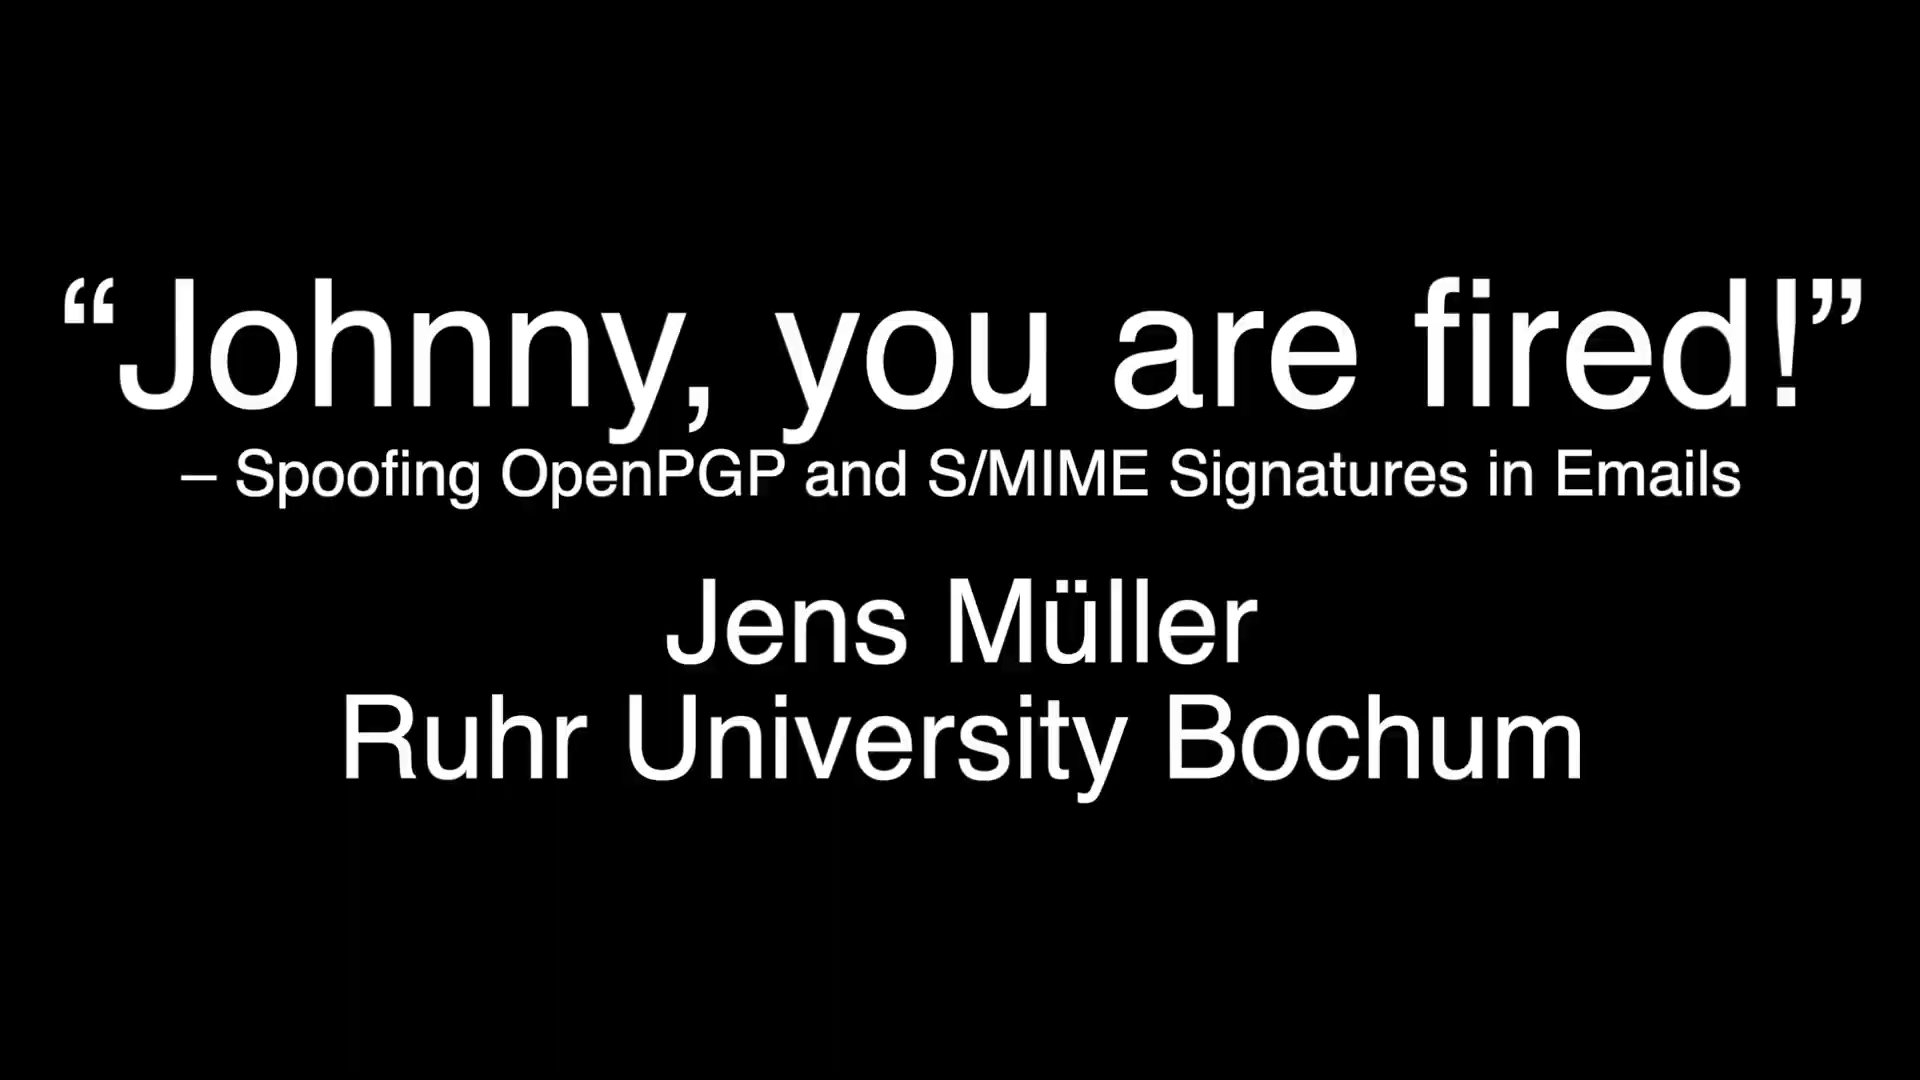 “Johnny, you are fired!”
– Spoofing OpenPGP and S/MIME Signatures in Emails
Jens Müller
Ruhr University Bochum